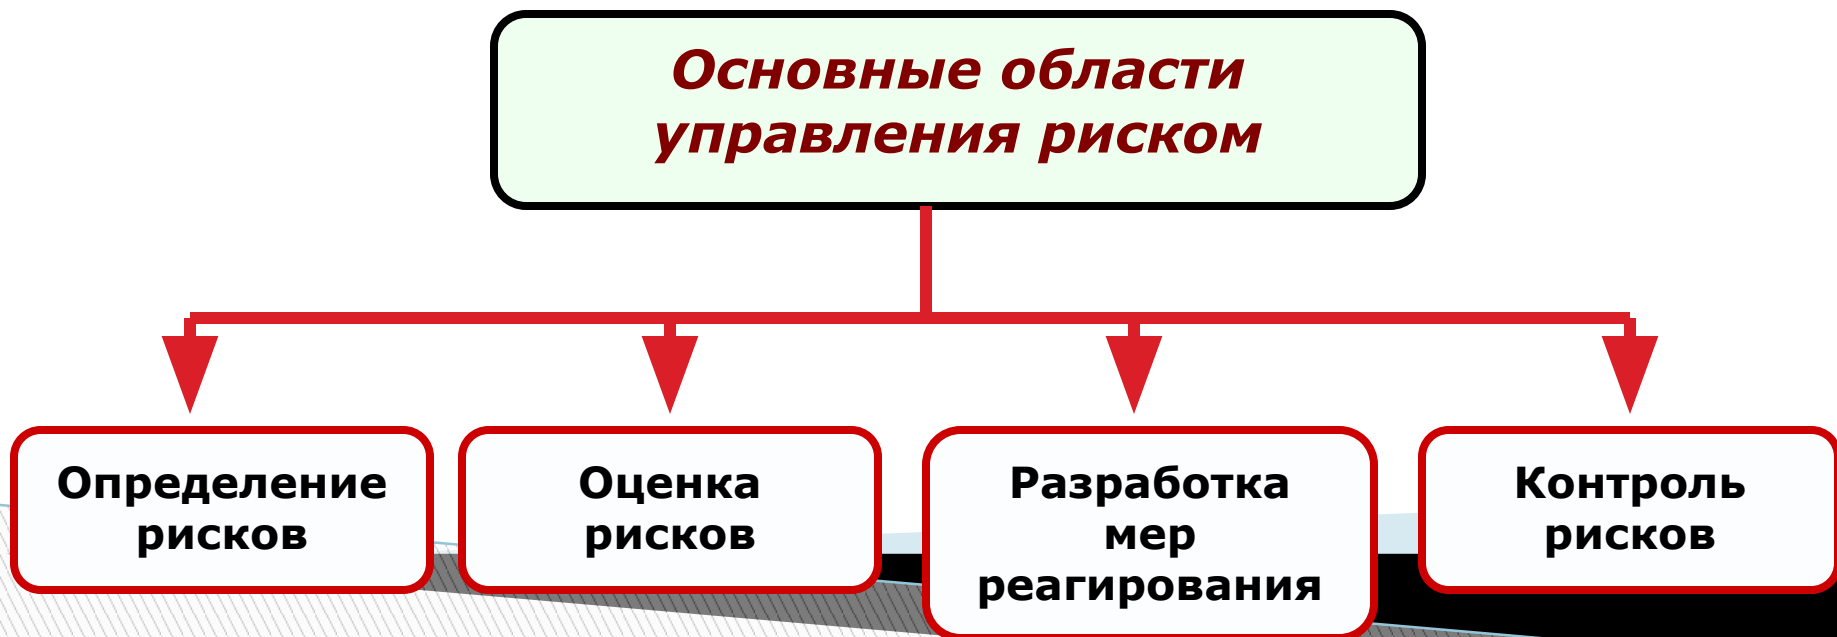 Основные области
управления риском
Определение
рисков
Оценка
рисков
Разработка
мер
реагирования
Контроль
рисков